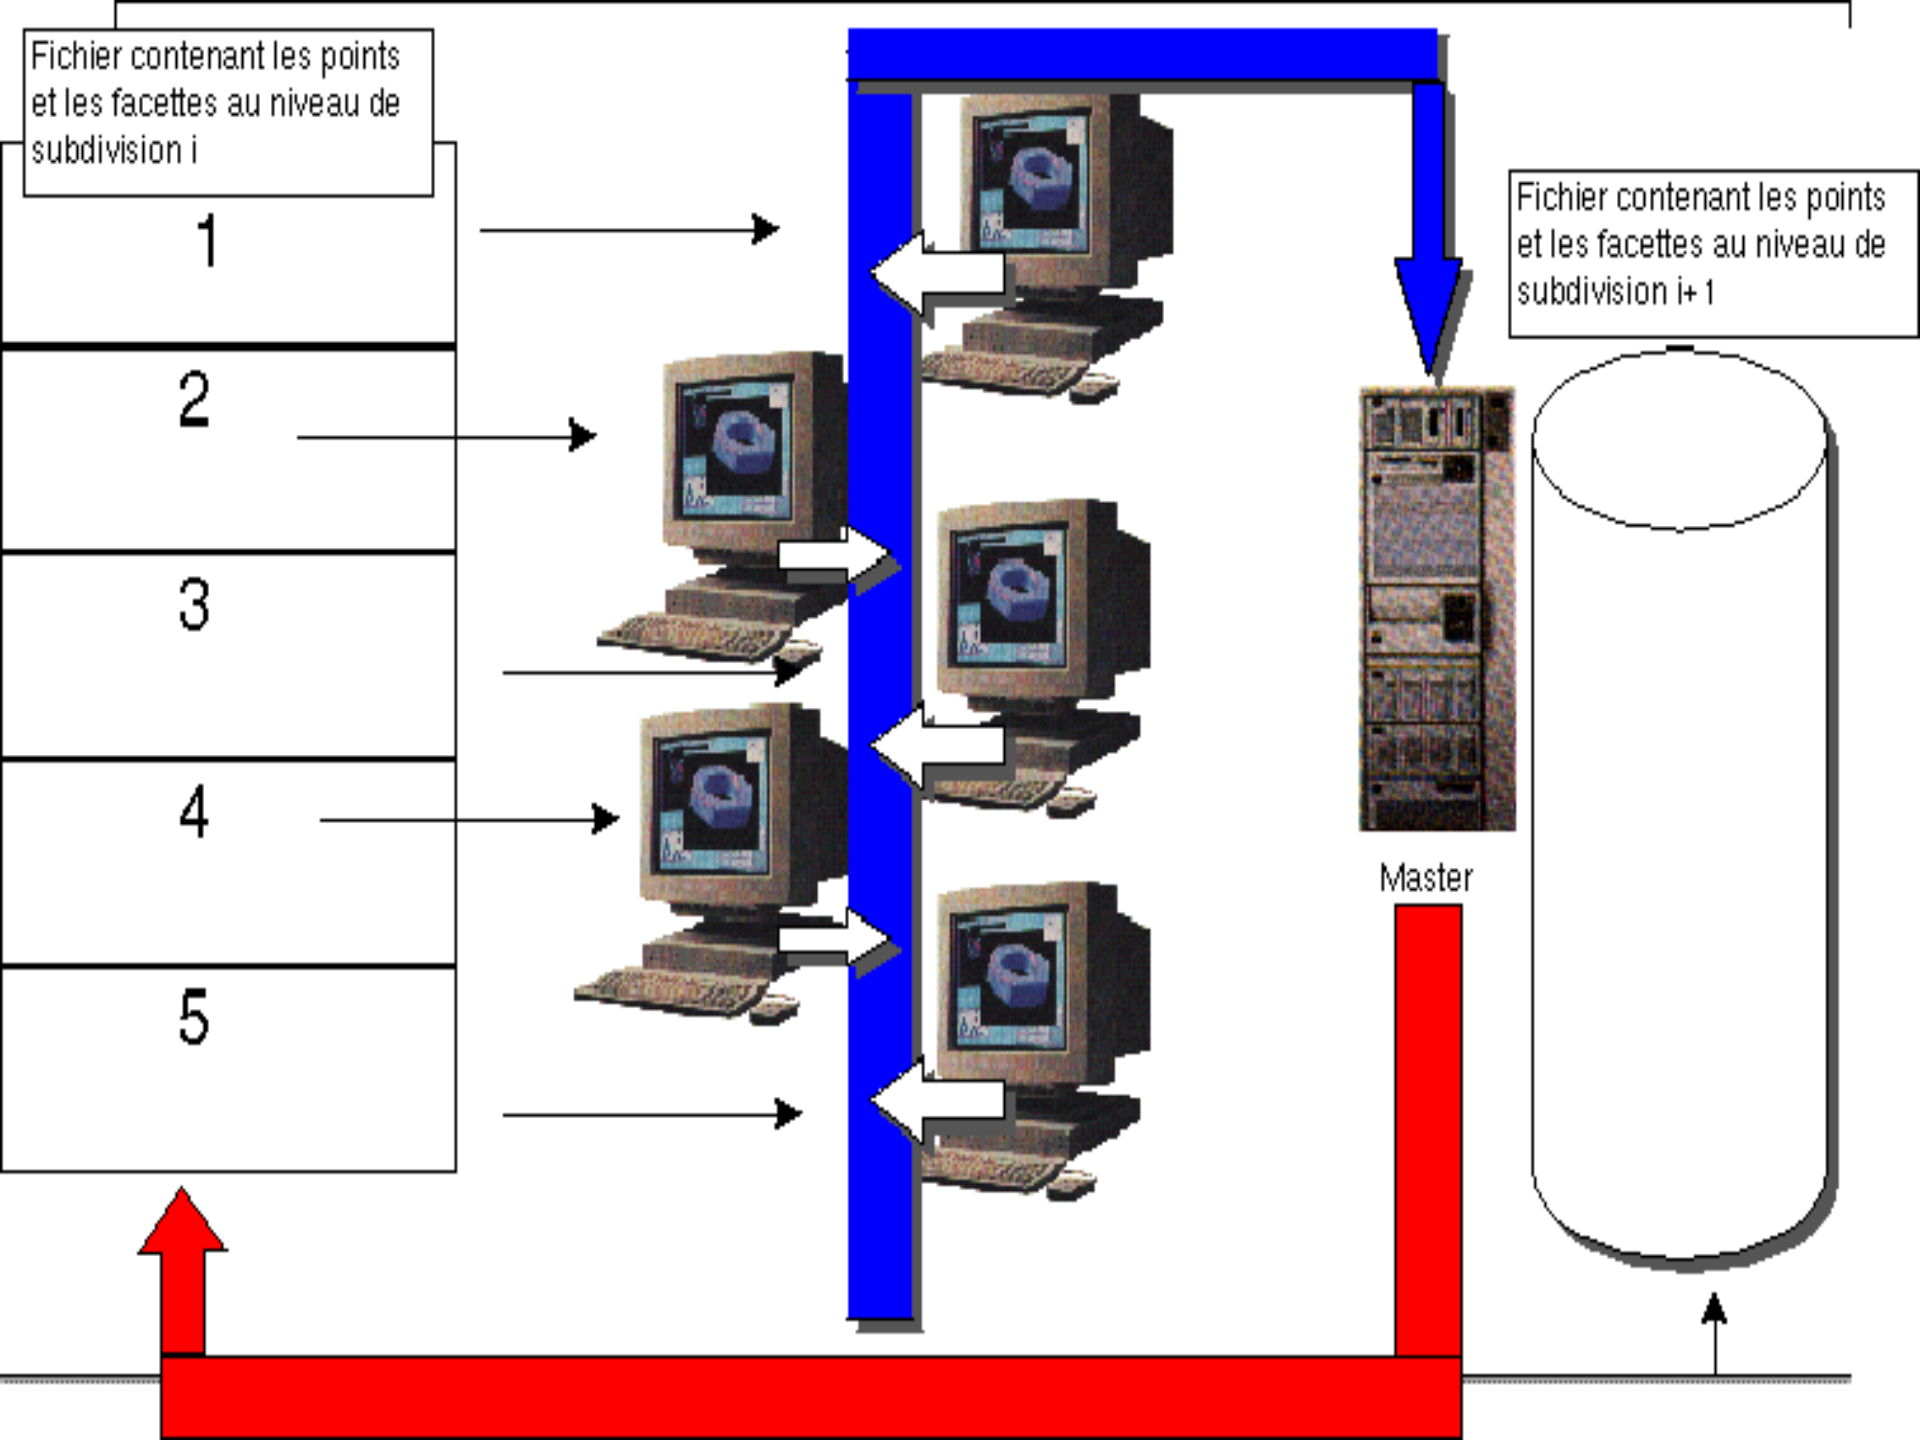 Fichier contenant les points
et les facettes au niveau de
subdivision i
1
2
3
4
5
Fichier contenant les points
et les facettes au niveau de
subdivision i+1
Master